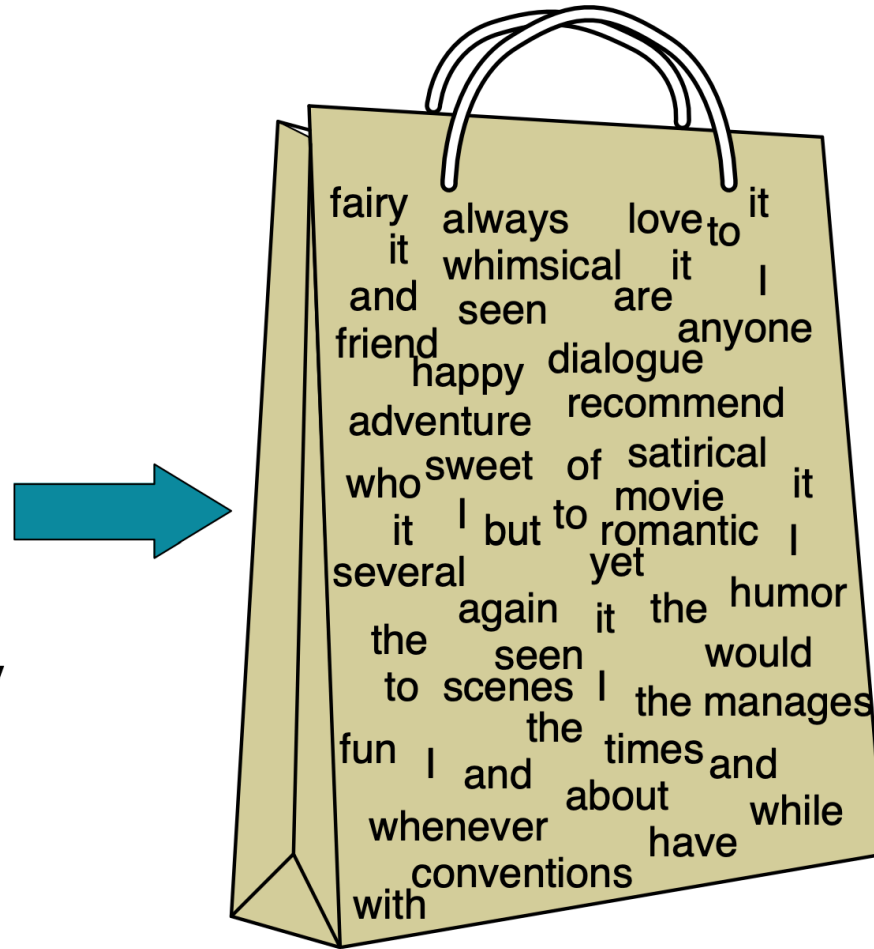 fairy always love to it
it whimsical it I
and seen are anyone
friend happy dialogue
adventure recommend
who sweet of satirical it
it I but to movie romantic I
several yet
again it the humor
the seen would
to scenes I the manages
fun I and the times and
about while
whenever have
conventions
with